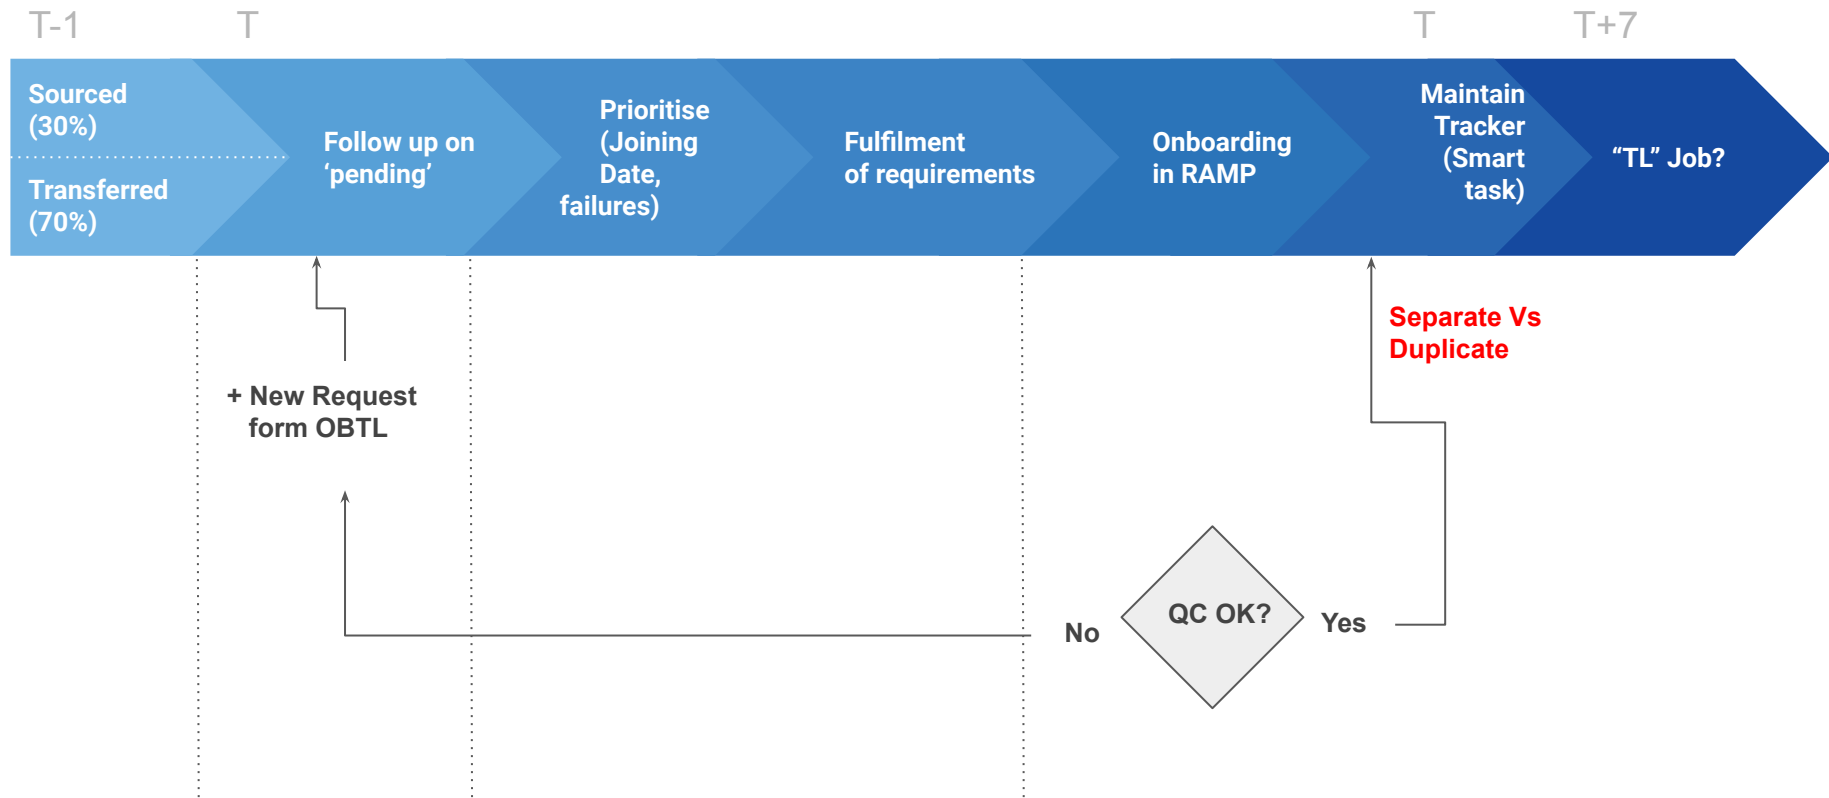 T-1
T
T
T+7
Sourced
(30%)
Transferred
(70%)
Follow up on
‘pending’
Prioritise
(Joining
Date,
failures)
Fulfilment
of requirements
Onboarding
in RAMP
Maintain
Tracker
(Smart
task)
“TL” Job?
Separate Vs
Duplicate
+ New Request
form OBTL
QC OK?
No
Yes